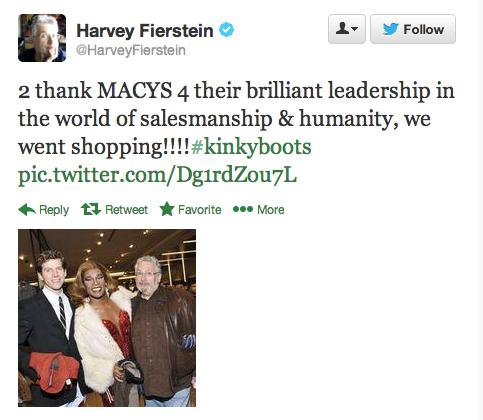 Harvey Fierstein
@HarveyFierstein
Follow
2 thank MACYS 4 their brilliant leadership in
the world of salesmanship & humanity, we
went shopping!!!!#kinkyboots
pic.twitter.com/Dg1rdZou7L
Reply Retweet Favorite More